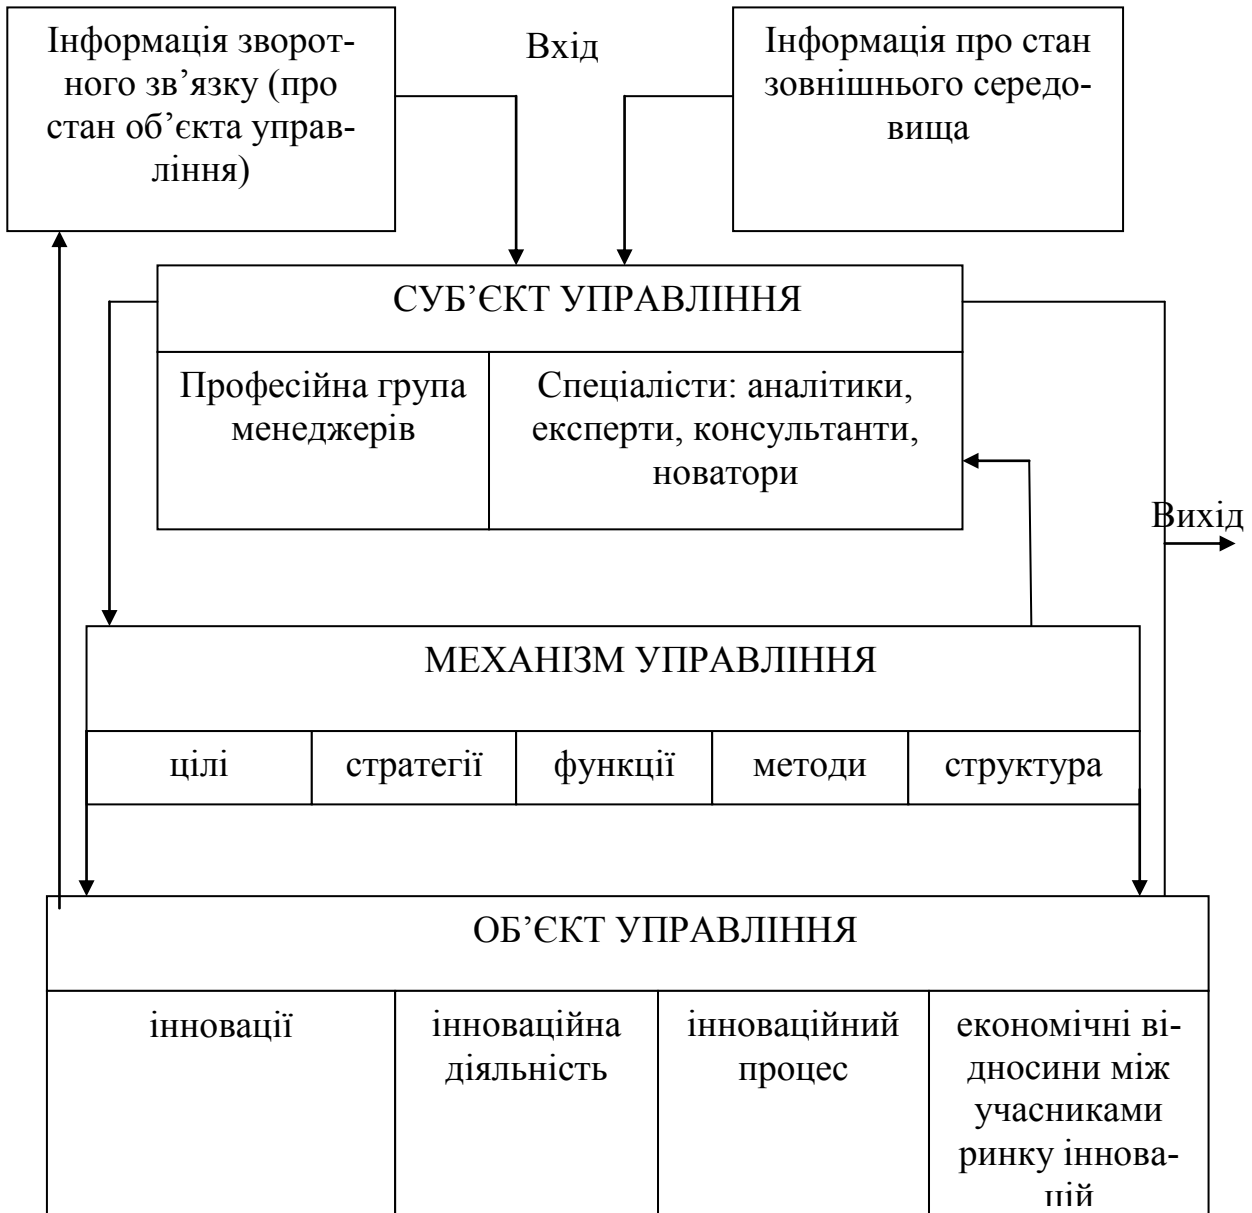 Інформація зворот-
ного зв’язку (про
стан об’єкта управ-
ління)
Вхід
Інформація про стан
зовнішнього середо-
вища
СУБ’ЄКТ УПРАВЛІННЯ
Професійна група
менеджерів
Спеціалісти: аналітики,
експерти, консультанти,
новатори
Вихід
МЕХАНІЗМ УПРАВЛІННЯ
цілі
стратегії
функції
методи
структура
ОБ’ЄКТ УПРАВЛІННЯ
інновації
інноваційна
діяльність
інноваційний
процес
економічні ві-
дносини між
учасниками
ринку іннова-
цій